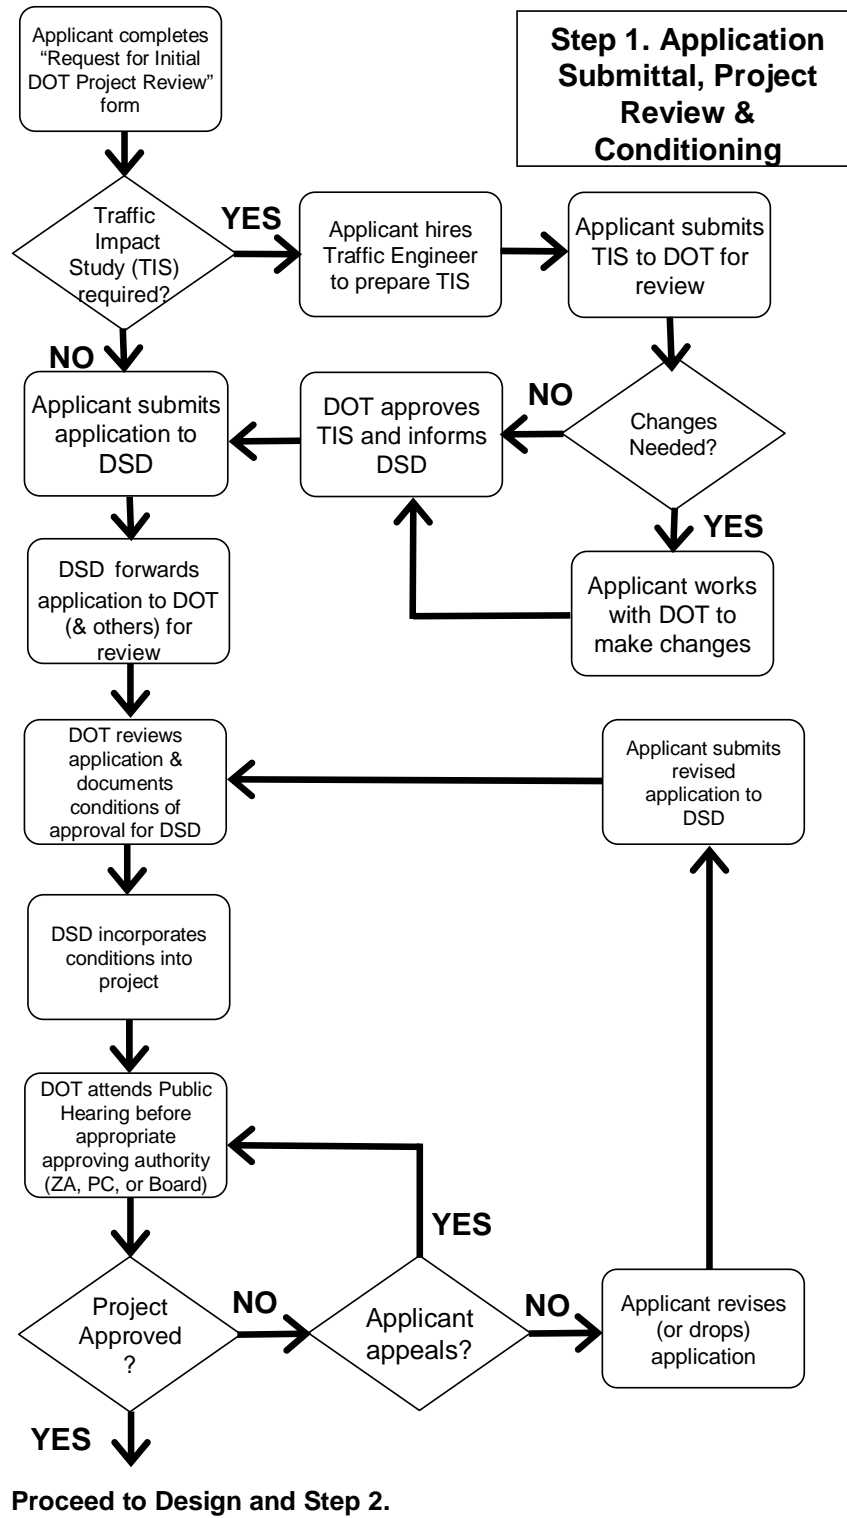 Applicant completes
“Request for Initial
DOT Project Review”
form
Step 1. Application
Submittal, Project
Review &
Conditioning
Traffic
Impact
Study (TIS)
required?
YES
Applicant hires
Traffic Engineer
to prepare TIS
Applicant submits
TIS to DOT for
review
NO
Applicant submits
application to
DSD
DOT approves
TIS and informs
DSD
NO
Changes
Needed?
YES
DSD forwards
application to DOT
(& others) for
review
Applicant works
with DOT to
make changes
DOT reviews
application &
documents
conditions of
approval for DSD
Applicant submits
revised
application to
DSD
DSD incorporates
conditions into
project
DOT attends Public
Hearing before
appropriate
approving authority
(ZA, PC, or Board)
YES
Project
Approved
?
NO
Applicant
appeals?
NO
Applicant revises
(or drops)
application
YES
Proceed to Design and Step 2.